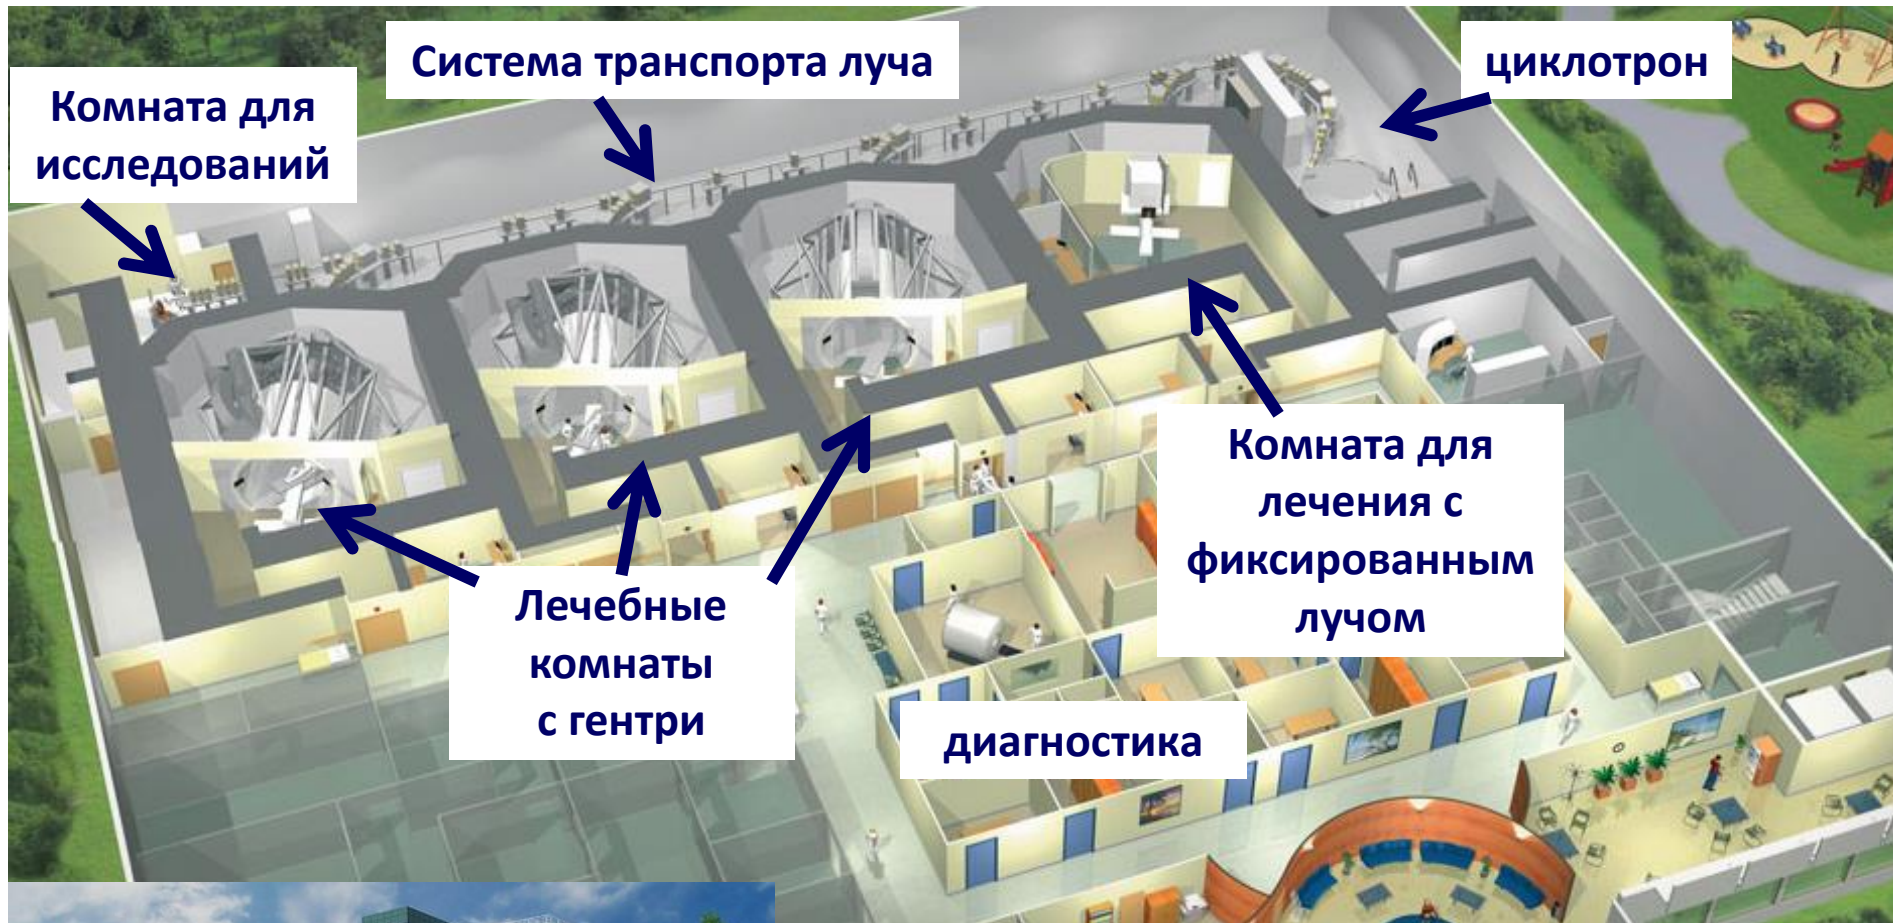 Система транспорта луча
циклотрон
Комната для
исследований
Комната для
лечения с
фиксированным
лучом
Лечебные
комнаты
с гентри
диагностика